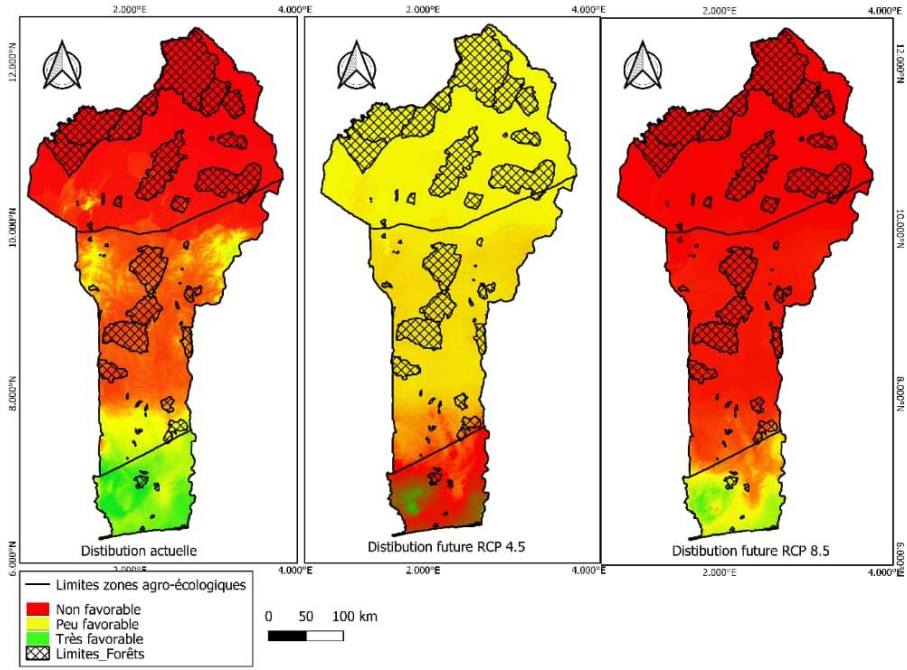 2.000°E
4.000°E
2.000°E
4.000°E
2.000°E
4.000°E
12.000°N
10.000°N
8.000°N
6.000°N
12.000°N
10.000°N
8.000°N
6.000°N
Distibution actuelle
Distibution future RCP 4.5
Distibution future RCP 8.5
2.000°E
4.000°E
2.000°E
4.000°E
2.000°E
4.000°E
Limites zones agro-écologiques
Non favorable
Peu favorable
Très favorable
Limites_Forêts
0 50 100 km